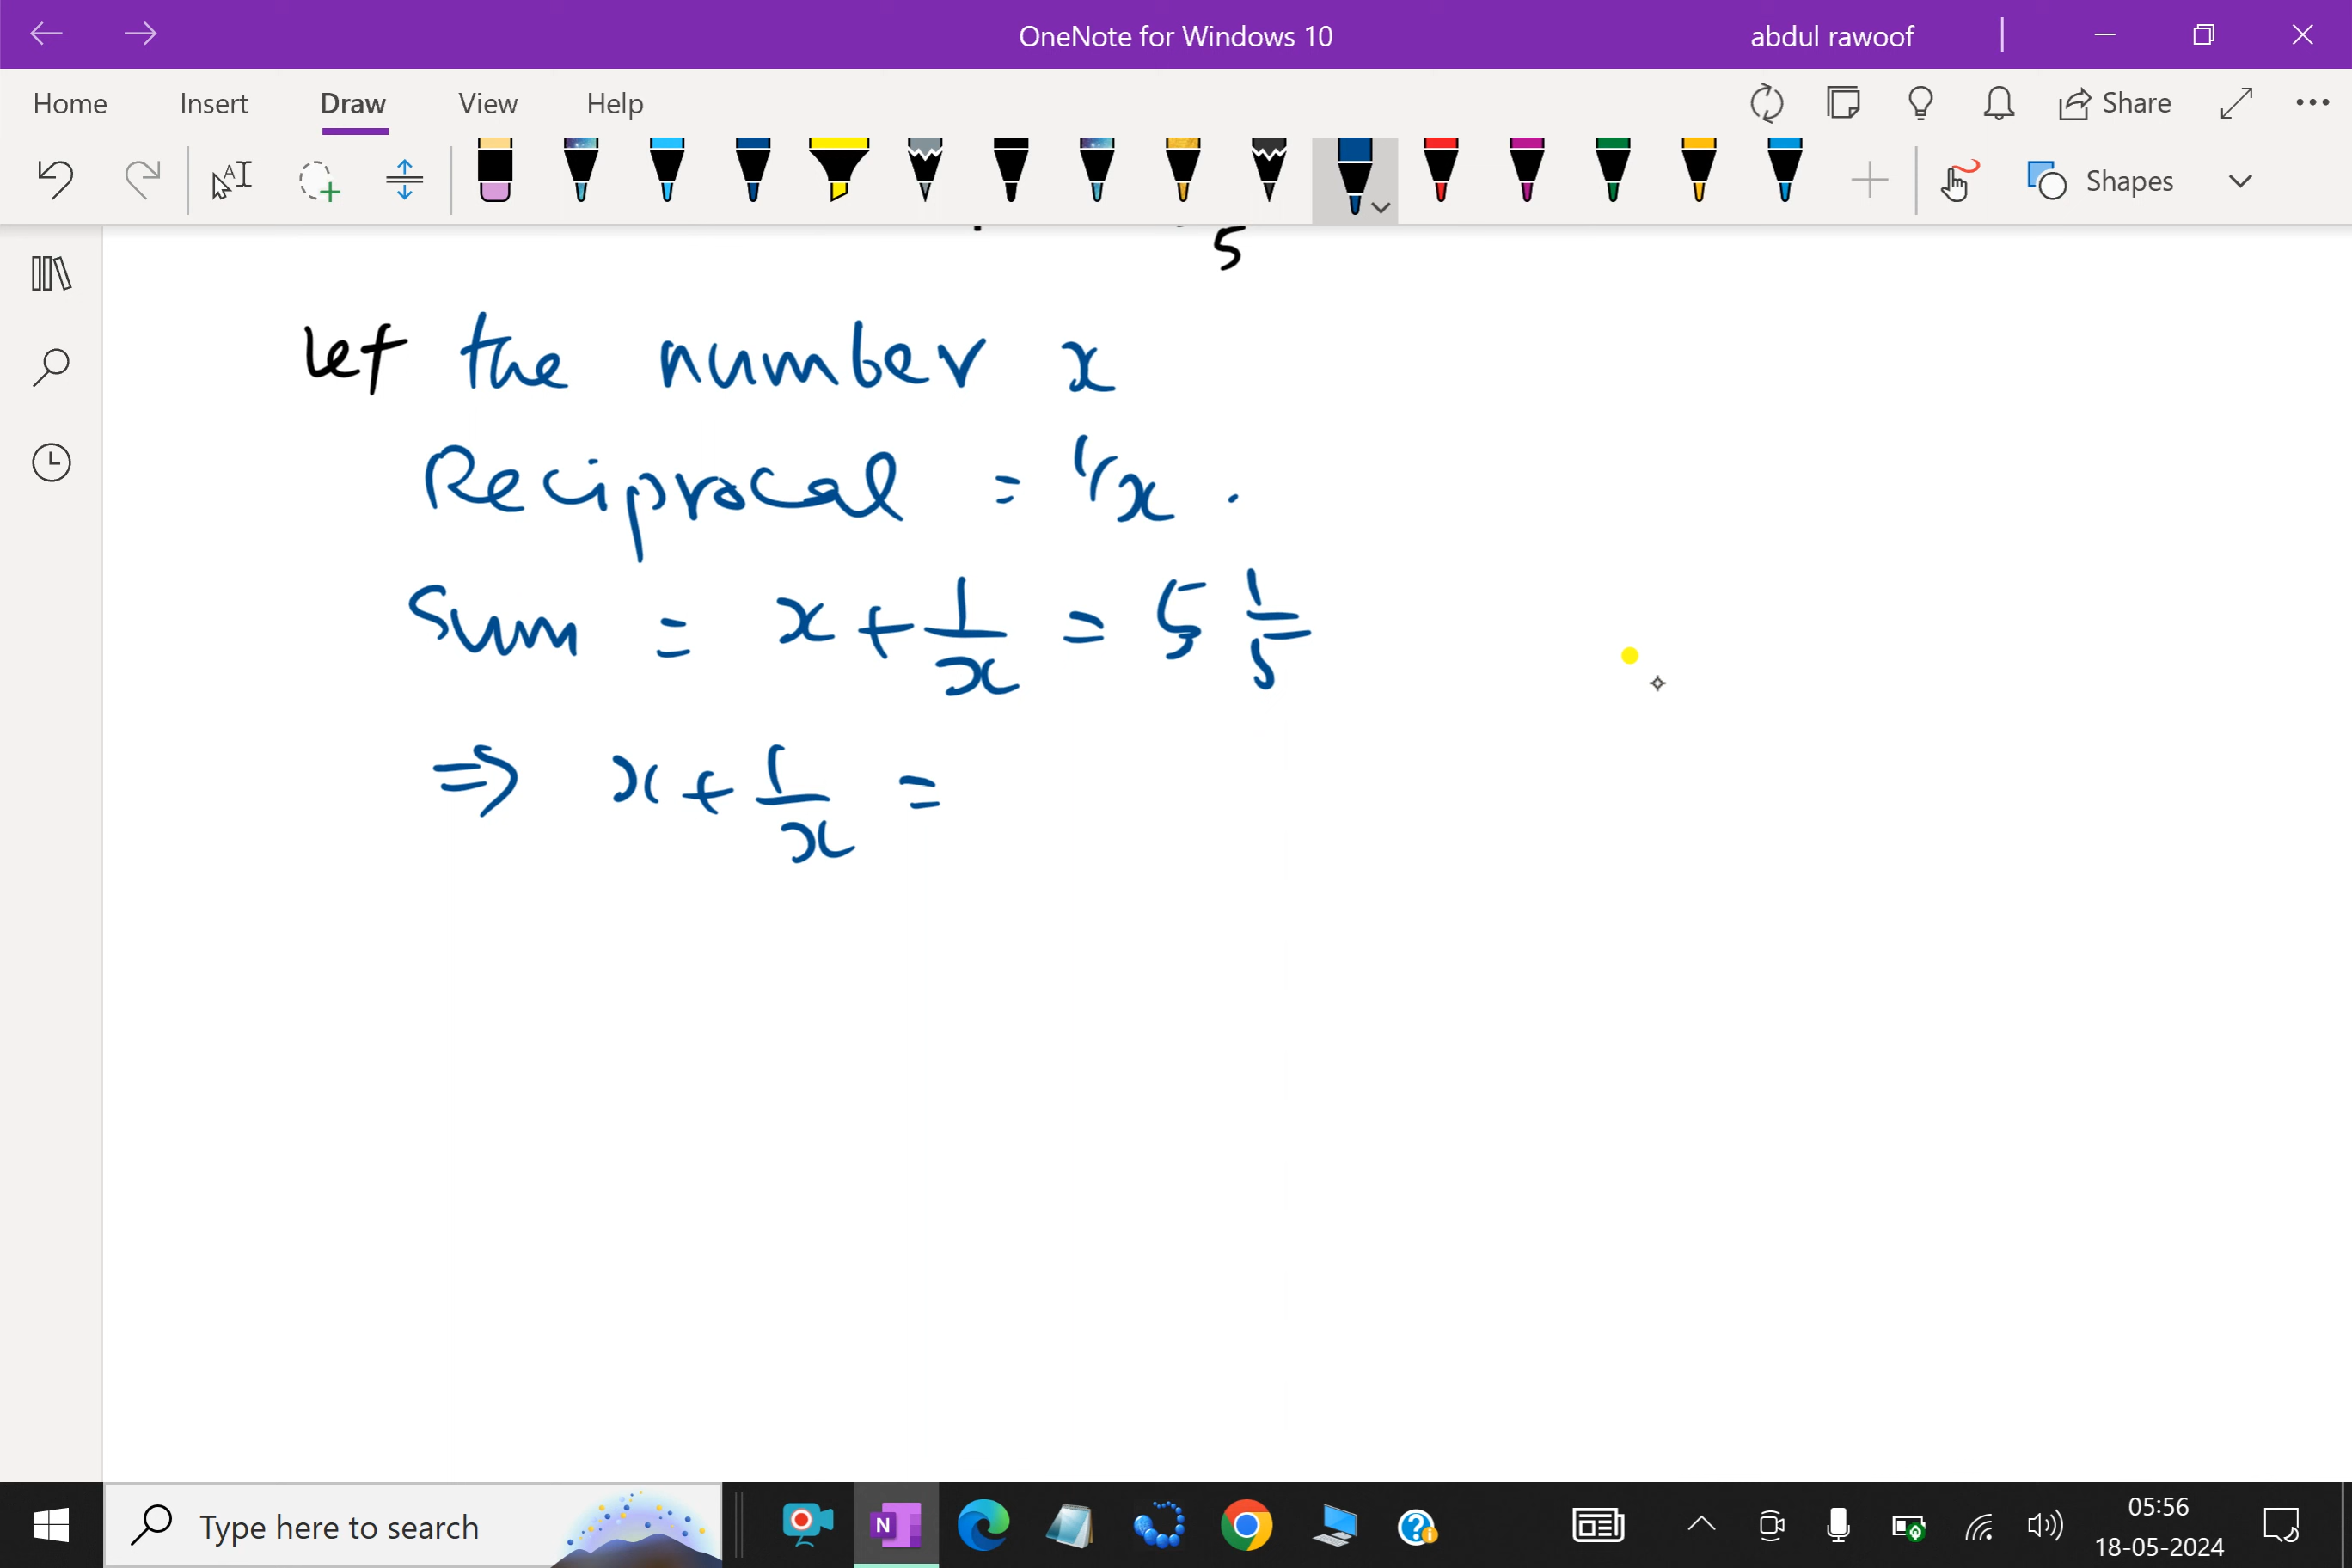 OneNote for Windows 10 abdul rawoof
Home Insert Draw View Help Share
Shapes
5
let the number x
Reciprocal = 1/x .
Sum = x + 1/x = 5 1/5
⇒ x + 1/x =
Type here to search
05:56
18-05-2024